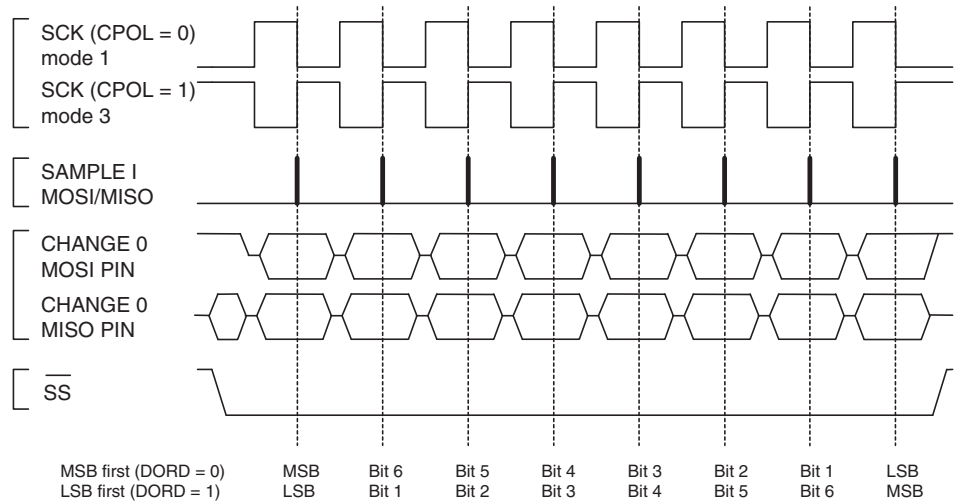 SCK (CPOL = 0)
mode 1
SCK (CPOL = 1)
mode 3
SAMPLE I
MOSI/MISO
CHANGE 0
MOSI PIN
CHANGE 0
MISO PIN
SS
MSB first (DORD = 0) MSB Bit 6 Bit 5 Bit 4 Bit 3 Bit 2 Bit 1 LSB
LSB first (DORD = 1) LSB Bit 1 Bit 2 Bit 3 Bit 4 Bit 5 Bit 6 MSB